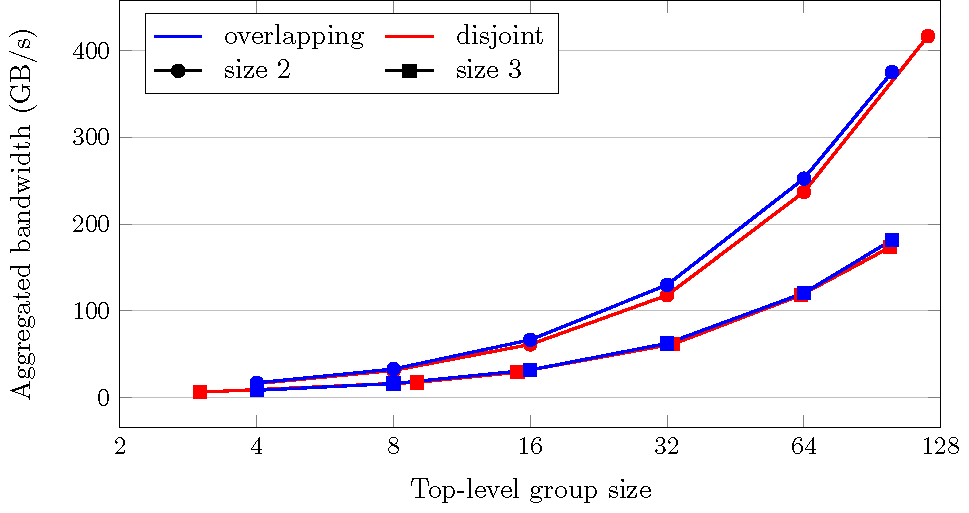 overlapping disjoint
size 2 size 3
Aggregated bandwidth (GB/s)
400
300
200
100
0
2 4 8 16 32 64 128
Top-level group size